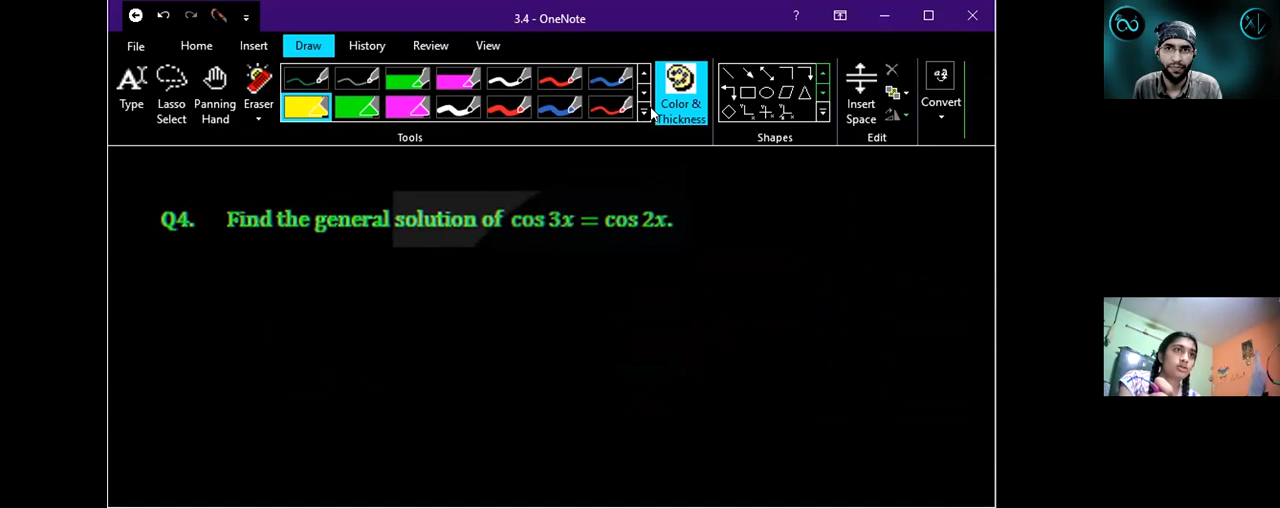 3.4 - OneNote
?
File Home Insert Draw History Review View
Type
Lasso
Select
Panning
Hand
Eraser
Color &
Thickness
Insert
Space
Convert
Tools Shapes Edit
Q4. Find the general solution of cos 3x = cos 2x.